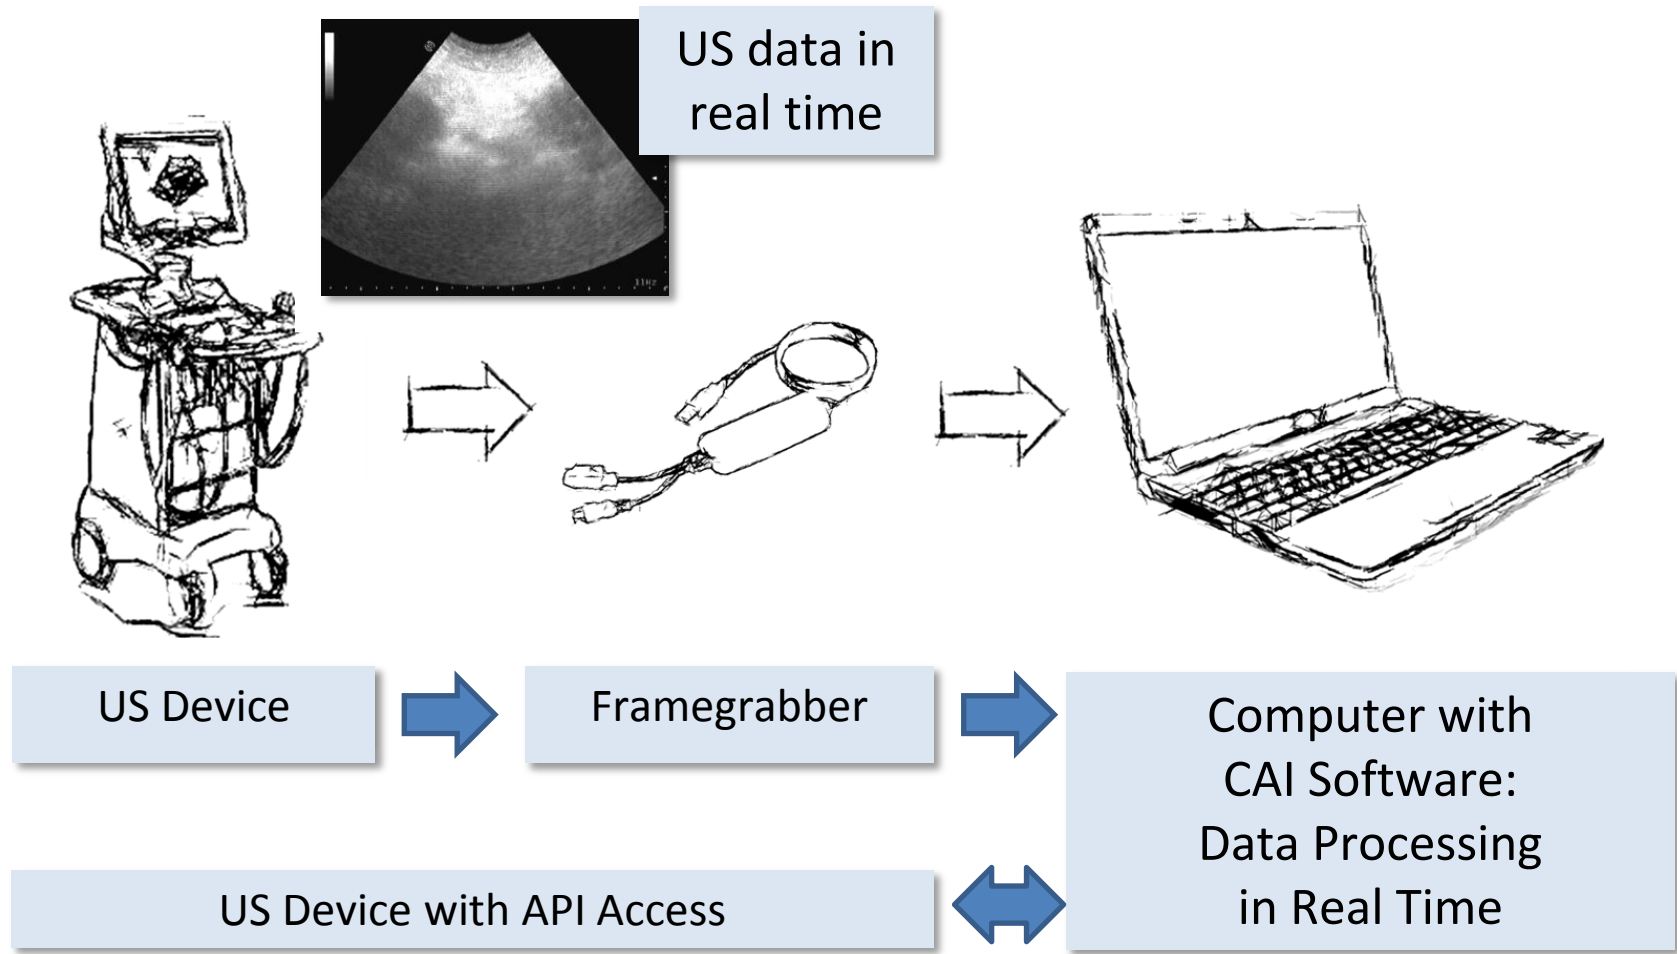 US data in
real time
11Hz
US Device
Framegrabber
Computer with
CAI Software:
Data Processing
in Real Time
US Device with API Access